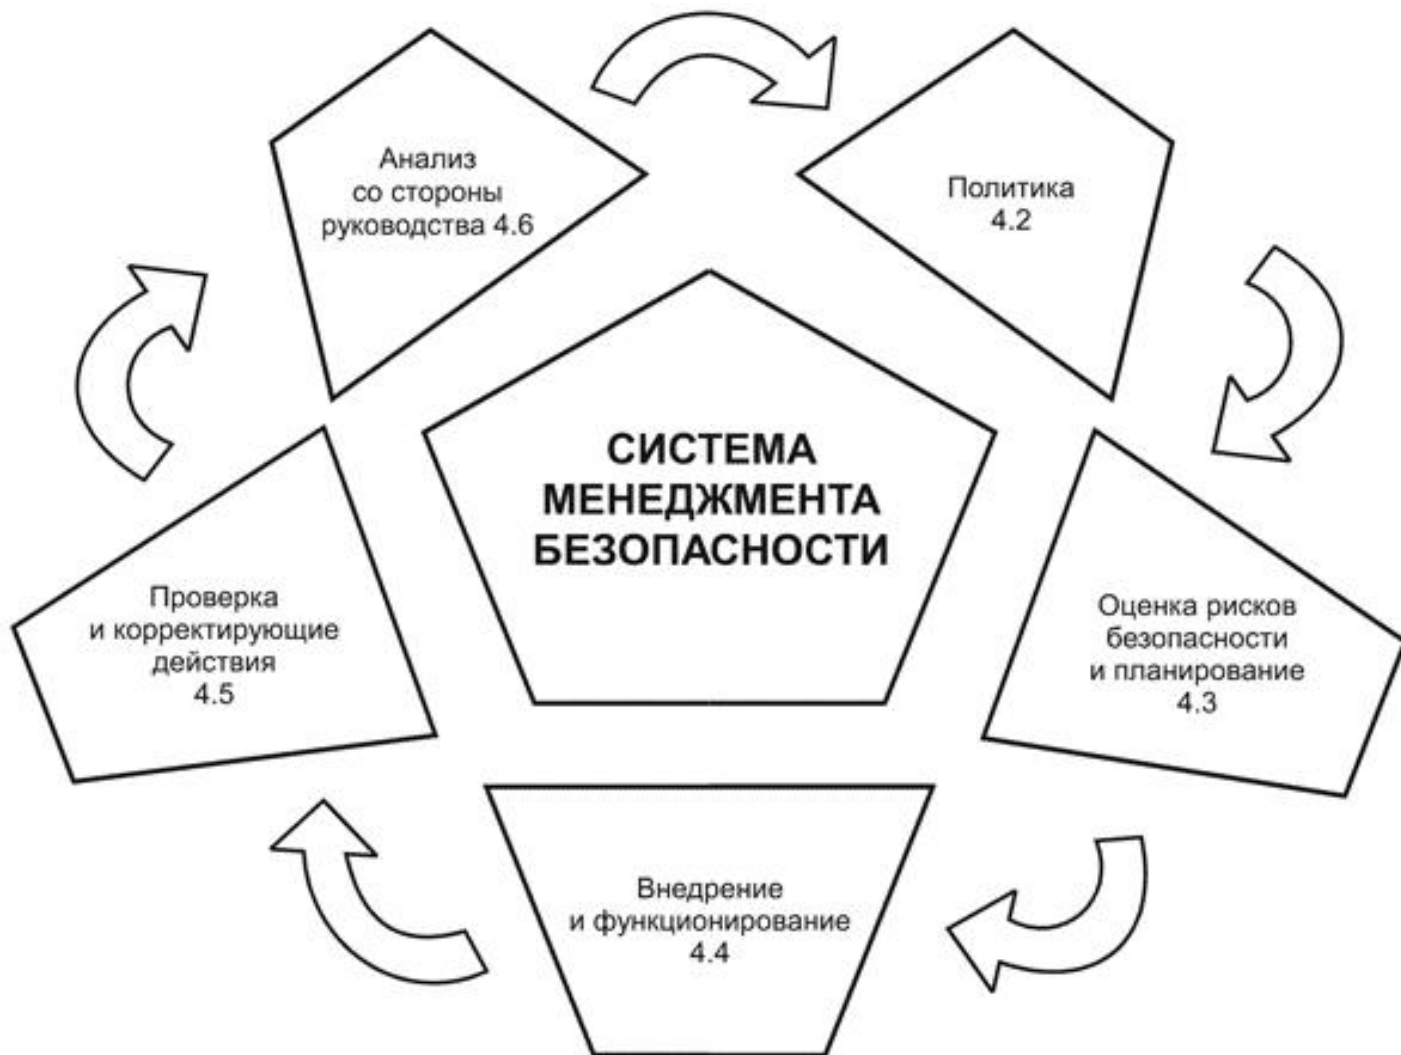 Анализ
со стороны
руководства 4.6
Политика
4.2
СИСТЕМА
МЕНЕДЖМЕНТА
БЕЗОПАСНОСТИ
Проверка
и корректирующие
действия
4.5
Оценка рисков
безопасности
и планирование
4.3
Внедрение
и функционирование
4.4